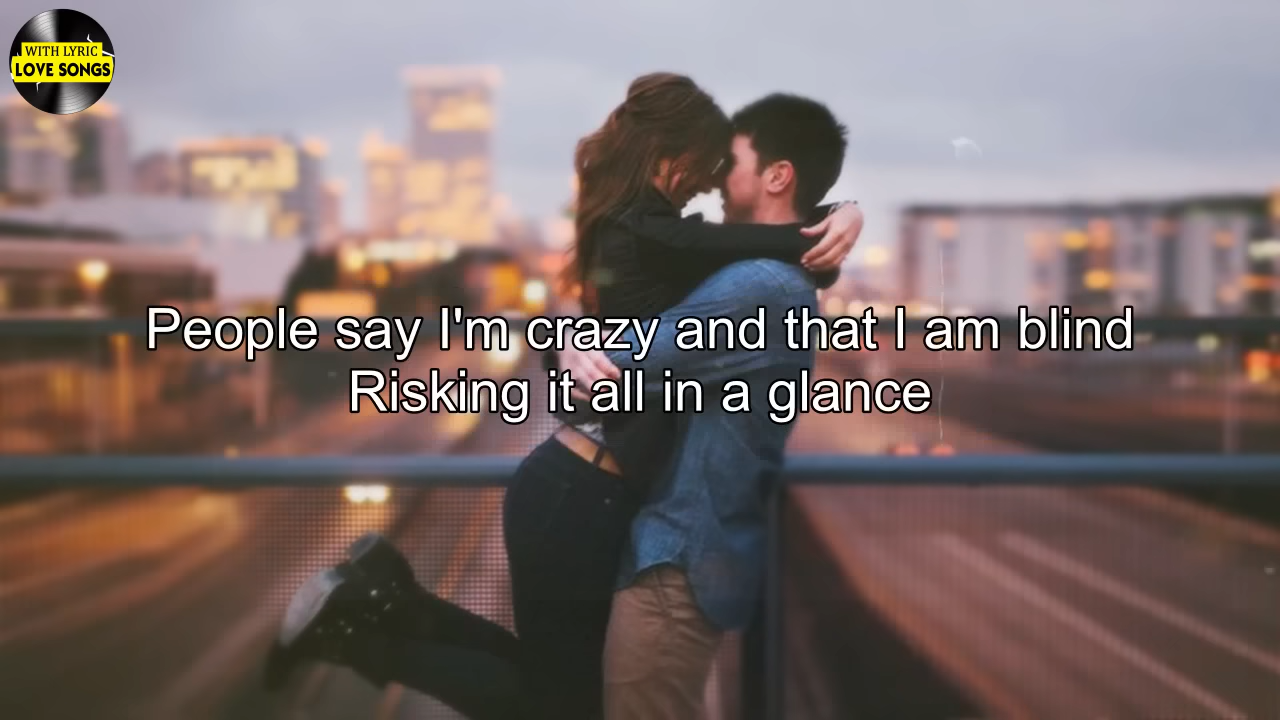 WITH LYRIC
LOVE SONGS
People say I'm crazy and that I am blind
Risking it all in a glance